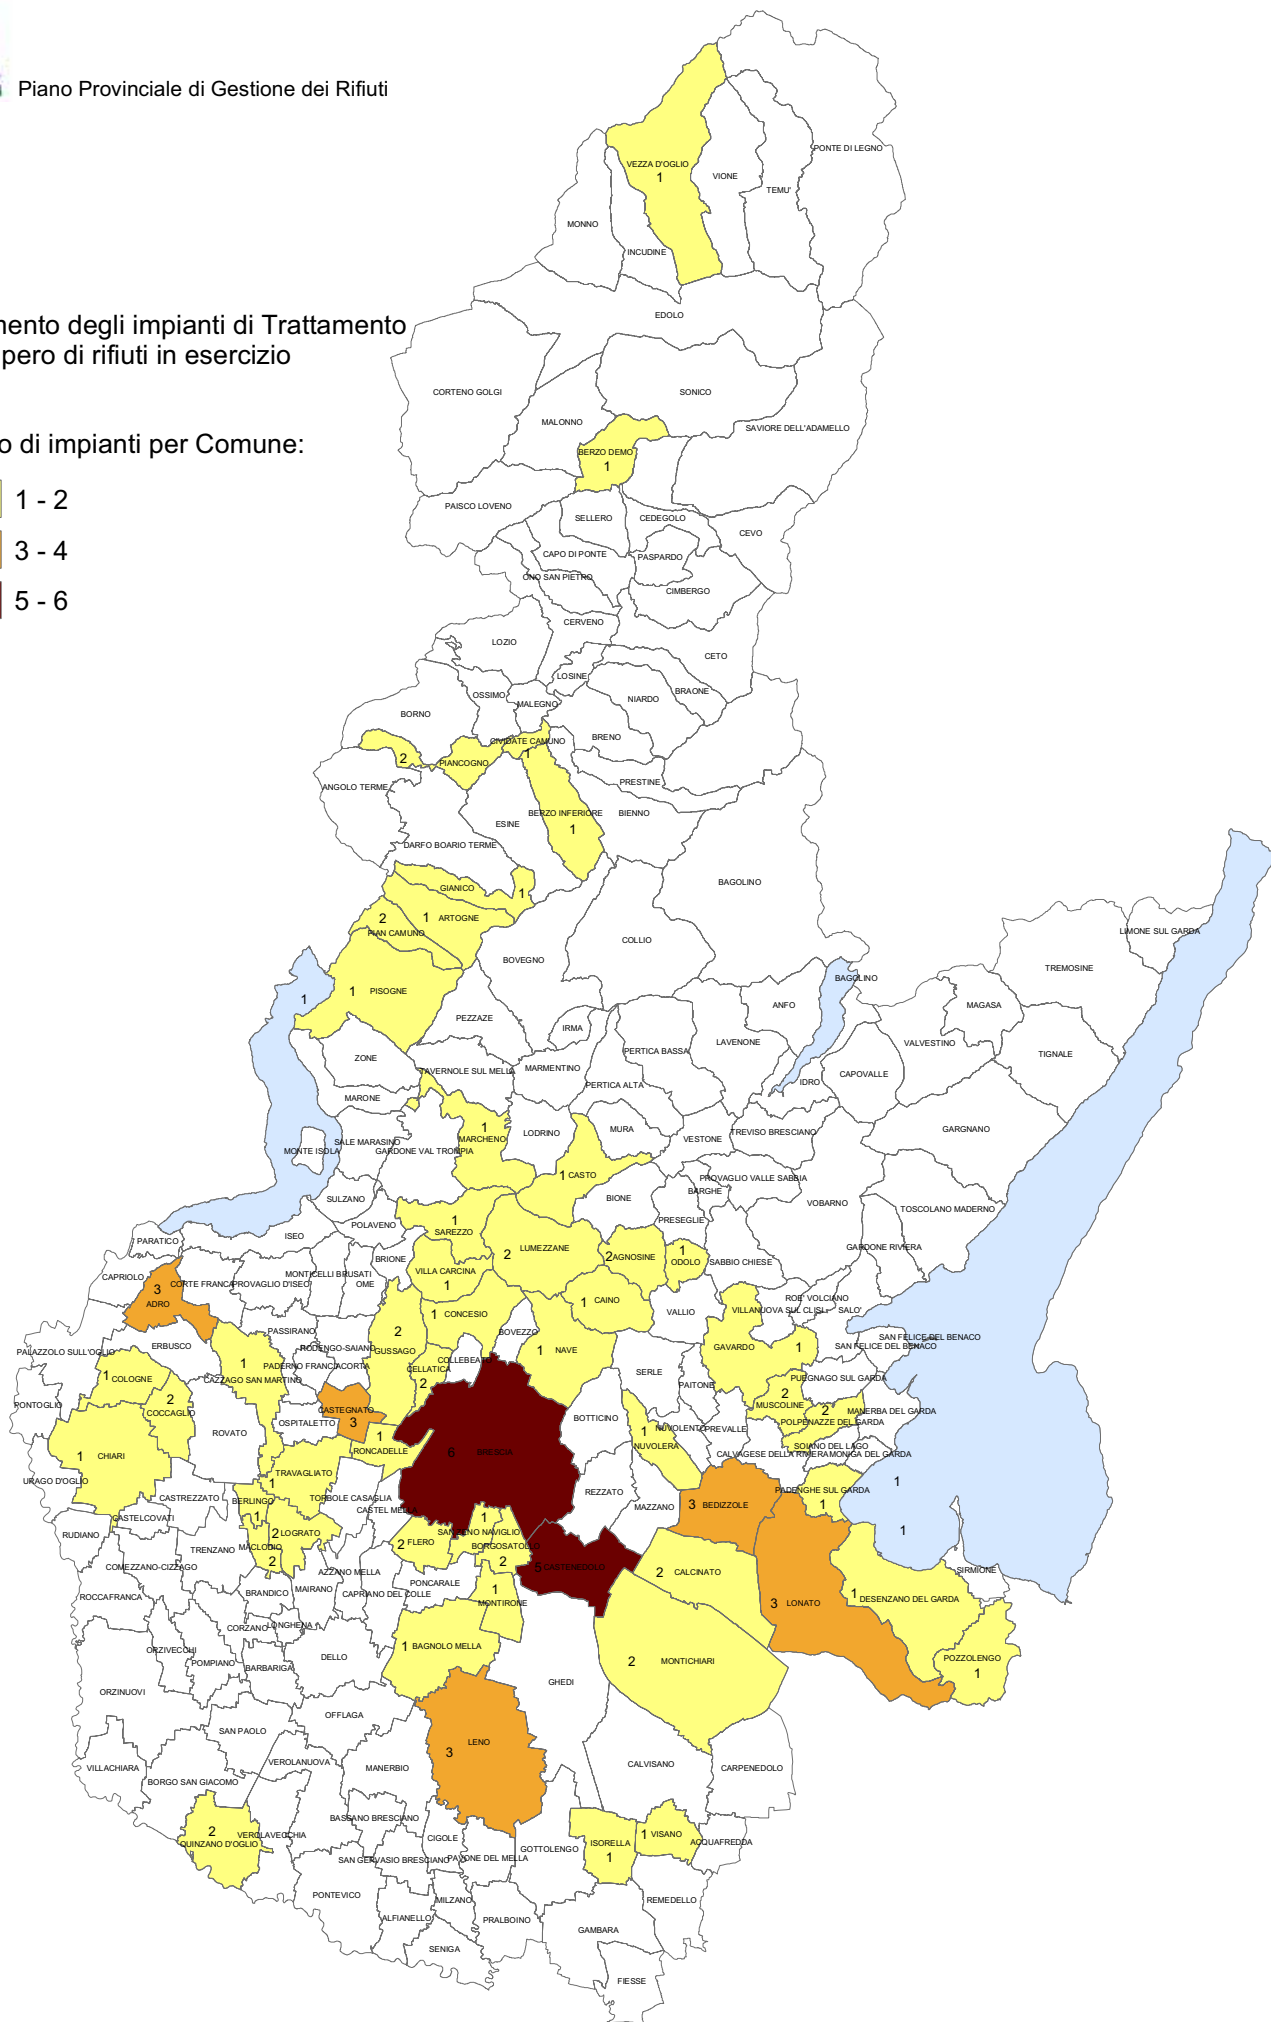 Piano Provinciale di Gestione dei Rifiuti
mento degli impianti di Trattamento
pero di rifiuti in esercizio
o di impianti per Comune:
1 - 2
3 - 4
5 - 6
VEZZA D'OGLIO
1
VIONE
TEMU'
PONTE DI LEGNO
MONNO
INCUDINE
EDOLO
CORTENO GOLGI
SONICO
MALONNO
SAVIORE DELL'ADAMELLO
BERZO DEMO
1
PAISCO LOVENO
SELLERO
CEDEGOLO
CEVO
CAPO DI PONTE
PASPARDO
ONO SAN PIETRO
CIMBERGO
CERVENO
LOZIO
CETO
LOSINE
OSSIMO
NIARDO
BRAONE
MALEGNO
BORNO
BRENO
CIVIDATE CAMUNO
1
2
PIANCOGNO
PRESTINE
ANGOLO TERME
BERZO INFERIORE
1
BIENNO
ESINE
DARFO BOARIO TERME
BAGOLINO
GIANICO
1
2
1
ARTOGNE
PIAN CAMUNO
COLLIO
LIMONE SUL GARDA
BOVEGNO
TREMOSINE
BAGOLINO
1
1
PISOGNE
ANFO
MAGASA
PEZZAZE
IRMA
LAVENONE
VALVESTINO
PERTICA BASSA
TIGNALE
ZONE
TAVERNOLE SUL MELLA
MARMENTINO
CAPOVALLE
IDRO
PERTICA ALTA
MARONE
1
MARCHENO
LODRINO
MURA
TREVISO BRESCIANO
GARGNANO
VESTONE
SALE MARASINO
MONTE ISOLA
GARDONE VAL TROMPIA
1
CASTO
PROVAGLIO VALLE SABBIA
BARGHE
BIONE
VOBARNO
SULZANO
TOSCOLANO MADERNO
POLAVENO
1
SAREZZO
PRESEGLIE
ISEO
PARATICO
LUMEZZANE
2
GARDONE RIVIERA
BRIONE
2
AGNOSINE
1
ODOLO
SABBIO CHIESE
CAPRIOLO
VILLA CARCINA
1
3
ADRO
CORTE FRANCA
PROVAGLIO D'ISEO
MONTICELLI BRUSATI
OME
ROE' VOLCIANO
1
CAINO
VILLANUOVA SUL CLISI
SALO'
1
CONCESIO
VALLIO
PASSIRANO
2
BOVEZZO
SAN FELICE DEL BENACO
ERBUSCO
RODENGO-SAIANO
GUSSAGO
1
NAVE
GAVARDO
1
SAN FELICE DEL BENACO
PALAZZOLO SULL'OGLIO
1
PADERNO FRANCIACORTA
COLLEBEATO
CELLATICA
2
SERLE
PUEGNAGO SUL GARDA
1
COLOGNE
CAZZAGO SAN MARTINO
PAITONE
2
MUSCOLINE
PONTOGLIO
2
COCCAGLIO
CASTEGNATO
3
2
MANERBA DEL GARDA
BOTTICINO
OSPITALETTO
POLPENAZZE DEL GARDA
1
NUVOLENTO
PREVALLE
ROVATO
1
RONCADELLE
NUVOLERA
SOIANO DEL LAGO
1
CHIARI
6
BRESCIA
CALVAGESE DELLA RIVIERA
MONIGA DEL GARDA
TRAVAGLIATO
1
URAGO D'OGLIO
REZZATO
PADENGHE SUL GARDA
1
1
CASTREZZATO
BERLINGO
1
TORBOLE CASAGLIA
MAZZANO
3
BEDIZZOLE
CASTEL MELLA
CASTELCOVATI
1
RUDIANO
2
LOGRATO
SAN ZENO NAVIGLIO
1
TRENZANO
MACLODIO
2
2
FLERO
BORGOSATOLLO
2
COMEZZANO-CIZZAGO
AZZANO MELLA
5
CASTENEDOLO
2
CALCINATO
SIRMIONE
PONCARALE
ROCCAFRANCA
BRANDICO
MAIRANO
CAPRIANO DEL COLLE
1
MONTIRONE
1
DESENZANO DEL GARDA
3
LONATO
CORZANO
LONGHENA
ORZIVECCHI
1
BAGNOLO MELLA
POMPIANO
BARBARIGA
DELLO
2
MONTICHIARI
POZZOLENGO
1
GHEDI
ORZINUOVI
OFFLAGA
SAN PAOLO
LENO
3
VILLACHIARA
VEROLANUOVA
MANERBIO
CALVISANO
CARPENEDOLO
BORGO SAN GIACOMO
BASSANO BRESCIANO
2
QUINZANO D'OGLIO
VEROLAVECCHIA
CIGOLE
ISORELLA
1
1
VISANO
ACQUAFREDDA
GOTTOLENGO
SAN GERVASIO BRESCIANO
PAVONE DEL MELLA
PONTEVICO
MILZANO
REMEDELLO
ALFIANELLO
PRALBOINO
GAMBARA
SENIGA
FIESSE